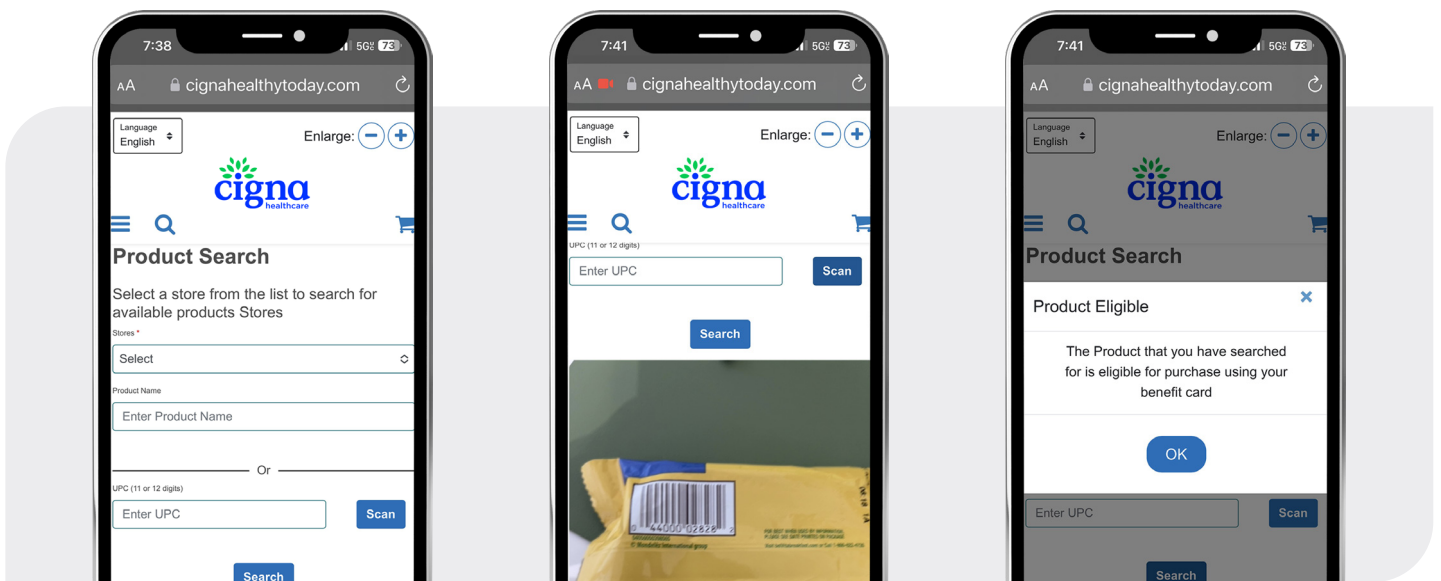 7:38
5G 73
AA cignahealthytoday.com
Language
English
Enlarge:
cigna
healthcare
Product Search
Select a store from the list to search for
available products Stores
Stores *
Select
Product Name
Enter Product Name
Or
UPC (11 or 12 digits)
Enter UPC
Scan
Search
7:41
5G 73
AA cignahealthytoday.com
Language
English
Enlarge:
cigna
healthcare
UPC (11 or 12 digits)
Enter UPC
Scan
Search
0 44000 02828 2
© Mondelēz International group
7:41
5G 73
AA cignahealthytoday.com
Language
English
Enlarge:
cigna
healthcare
Product Search
Product Eligible
The Product that you have searched
for is eligible for purchase using your
benefit card
OK
Enter UPC
Scan
Search